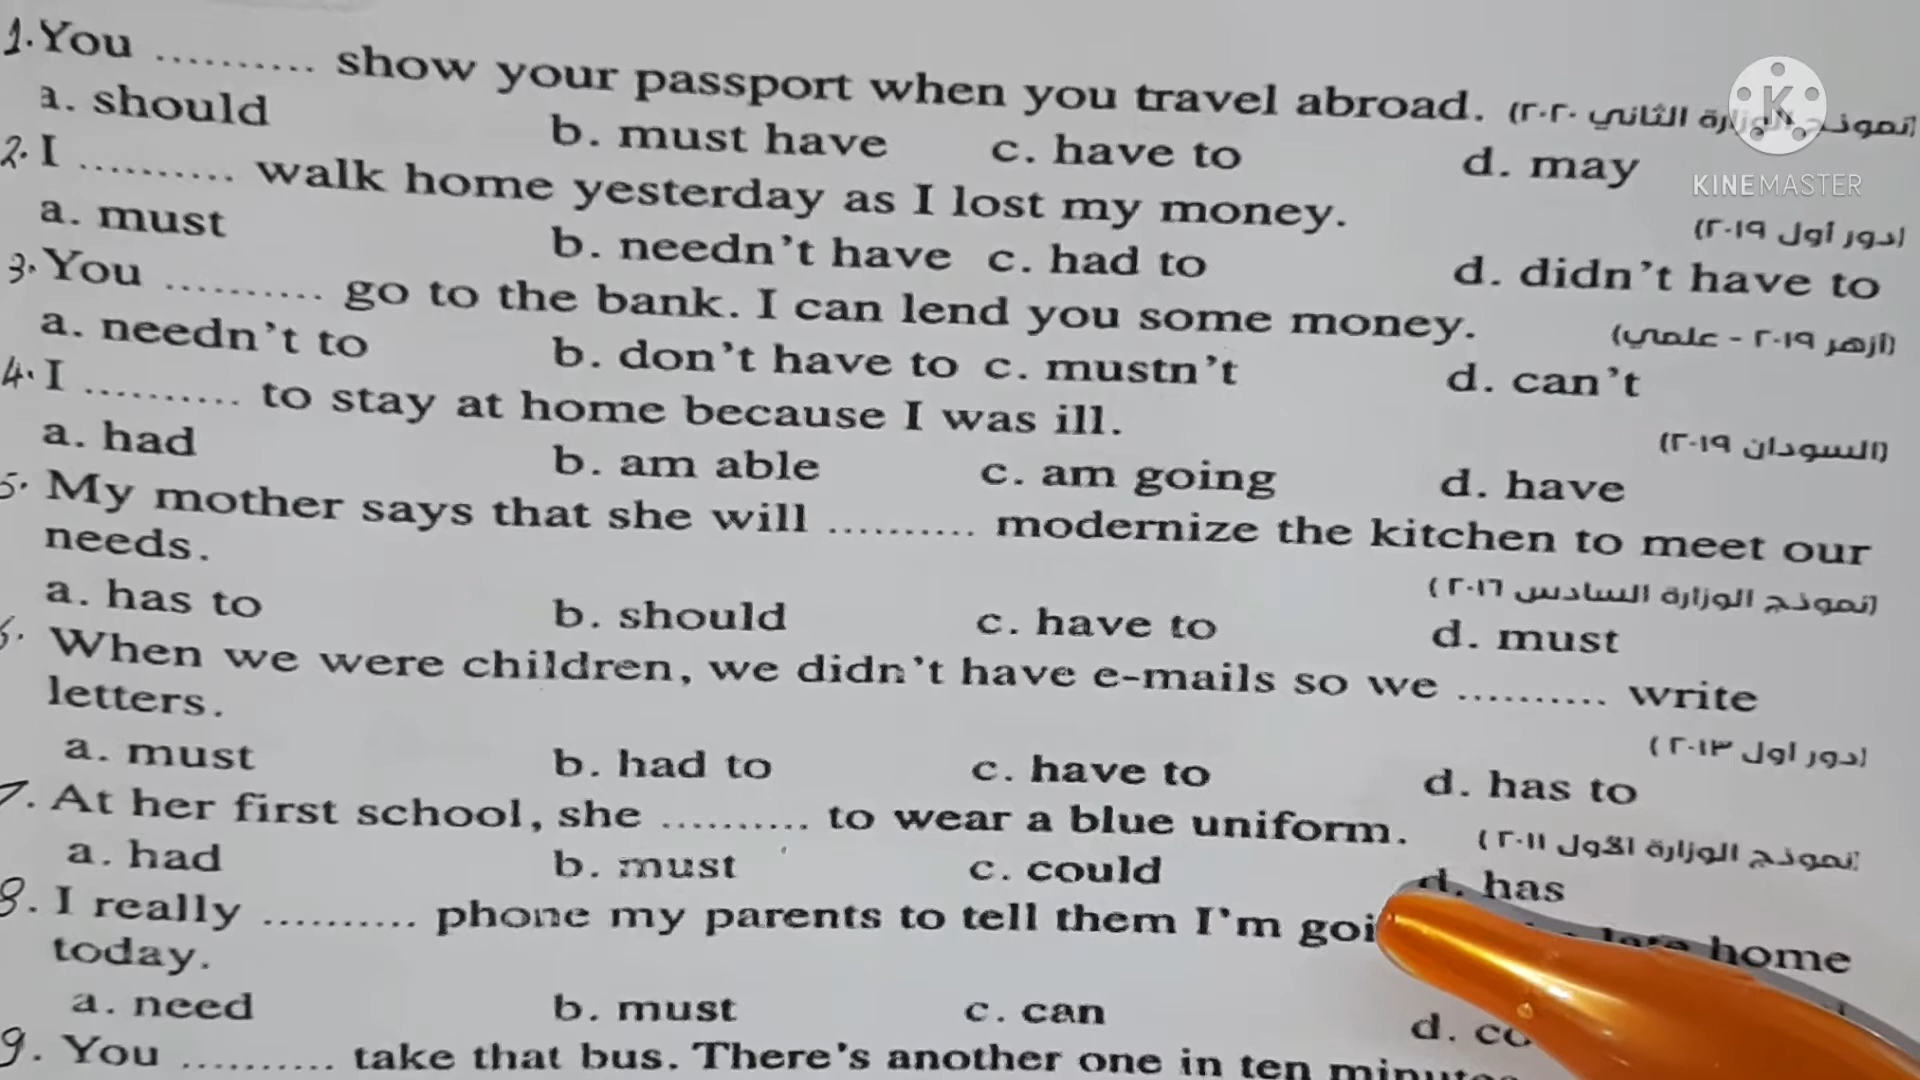 1. You .......... show your passport when you travel abroad. (نموذج الوزارة الثاني ٢٠٢٠)
a. should b. must have c. have to d. may
KINEMASTER
2. I .......... walk home yesterday as I lost my money. (دور أول ٢٠١٩)
a. must b. needn't have c. had to d. didn't have to
3. You .......... go to the bank. I can lend you some money. (أزهر ٢٠١٩ - علمي)
a. needn't to b. don't have to c. mustn't d. can't
4. I .......... to stay at home because I was ill. (السودان ٢٠١٩)
a. had b. am able c. am going d. have
5. My mother says that she will .......... modernize the kitchen to meet our
needs. (نموذج الوزارة السادس ٢٠١٦)
a. has to b. should c. have to d. must
6. When we were children, we didn't have e-mails so we .......... write
letters. (دور اول ٢٠١٣)
a. must b. had to c. have to d. has to
7. At her first school, she .......... to wear a blue uniform. (نموذج الوزارة الأول ٢٠١١)
a. had b. must c. could d. has
8. I really .......... phone my parents to tell them I'm late home
today.
a. need b. must c. can d.
9. You .......... take that bus. There's another one in ten